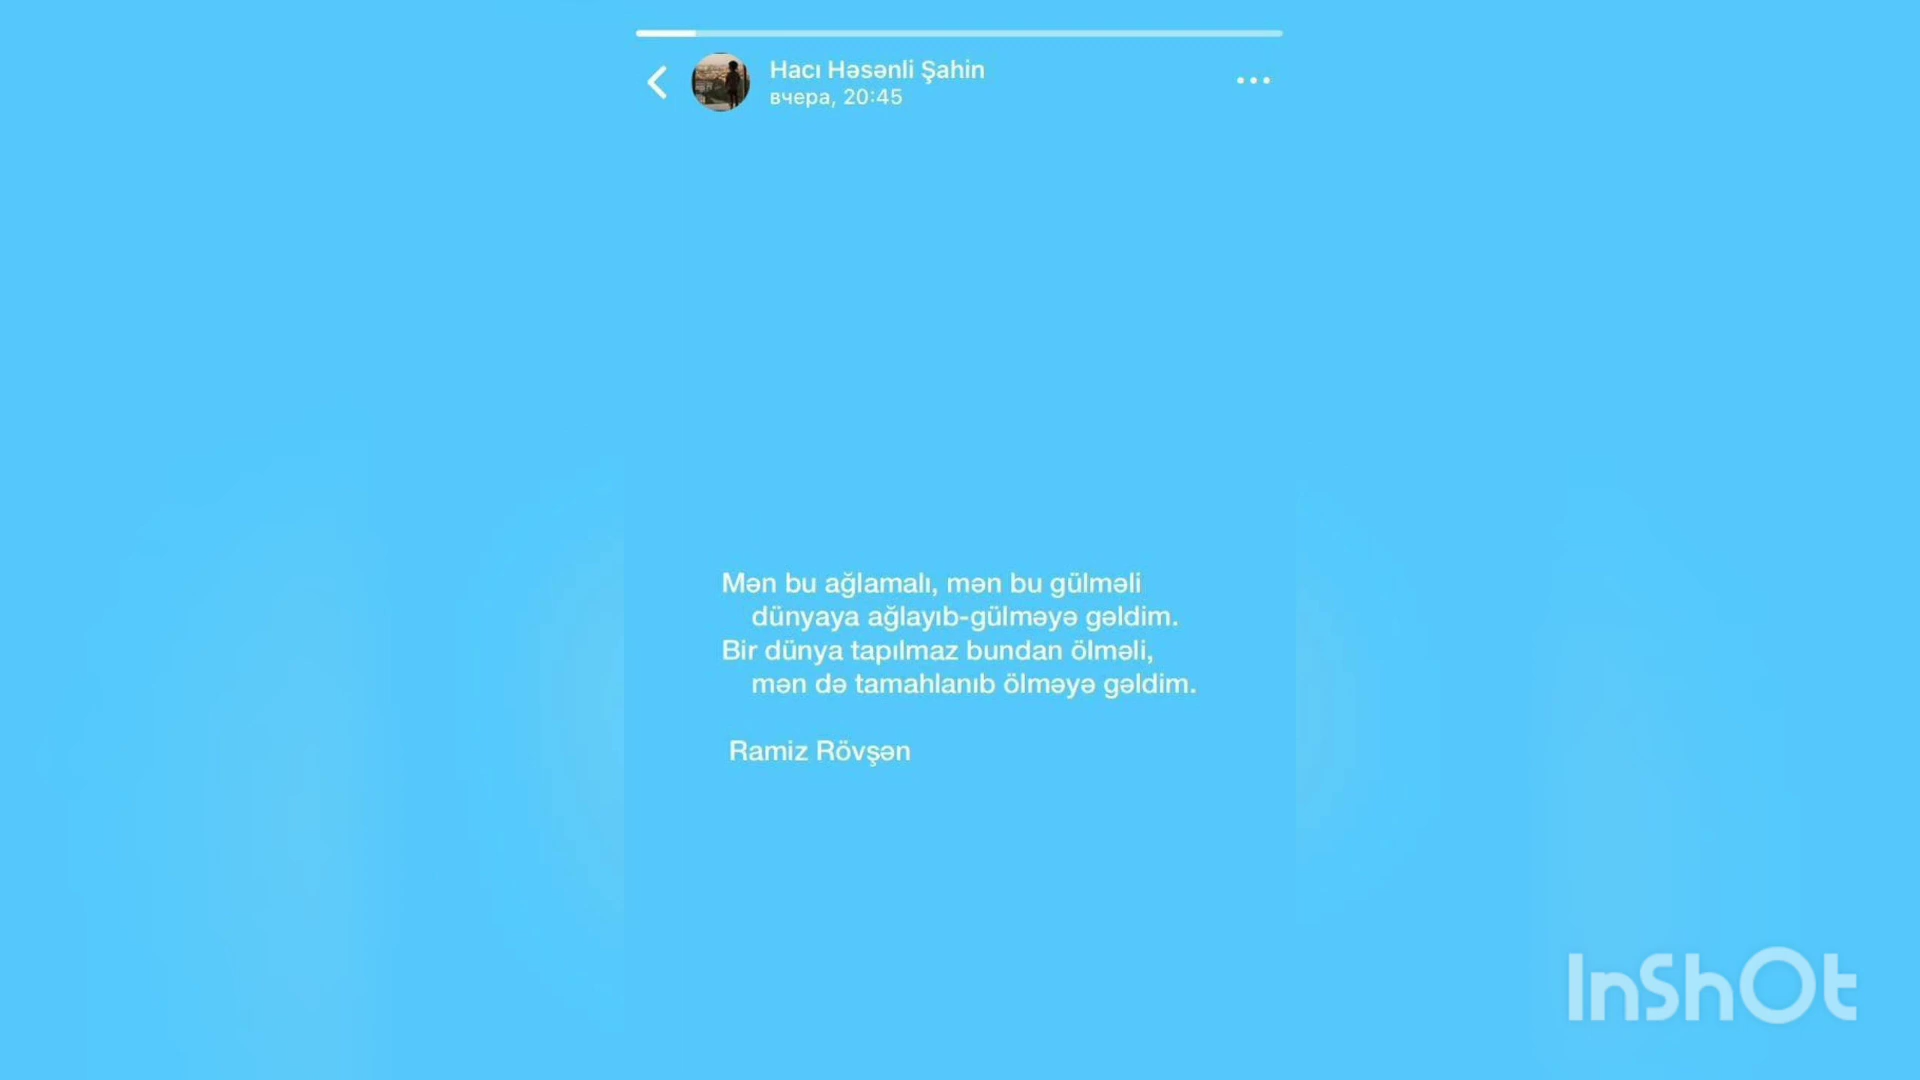 Hacı Həsənli Şahin
вчера, 20:45
Mən bu ağlamalı, mən bu gülməli
dünyaya ağlayıb-gülməyə gəldim.
Bir dünya tapılmaz bundan ölməli,
mən də tamahlanıb ölməyə gəldim.
Ramiz Rövşən
InShOt